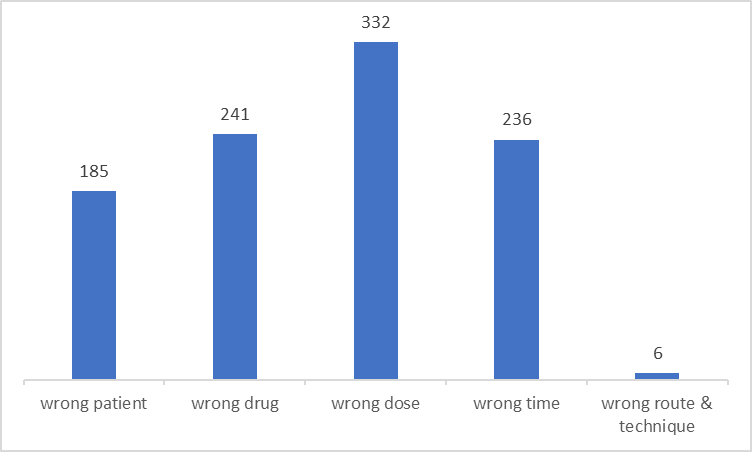 332
241
236
185
6
wrong patient
wrong drug
wrong dose
wrong time
wrong route &
technique